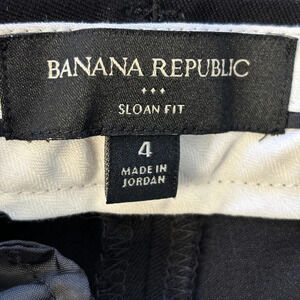 BANANA REPUBLIC
SLOAN FIT
4
MADE IN
JORDAN